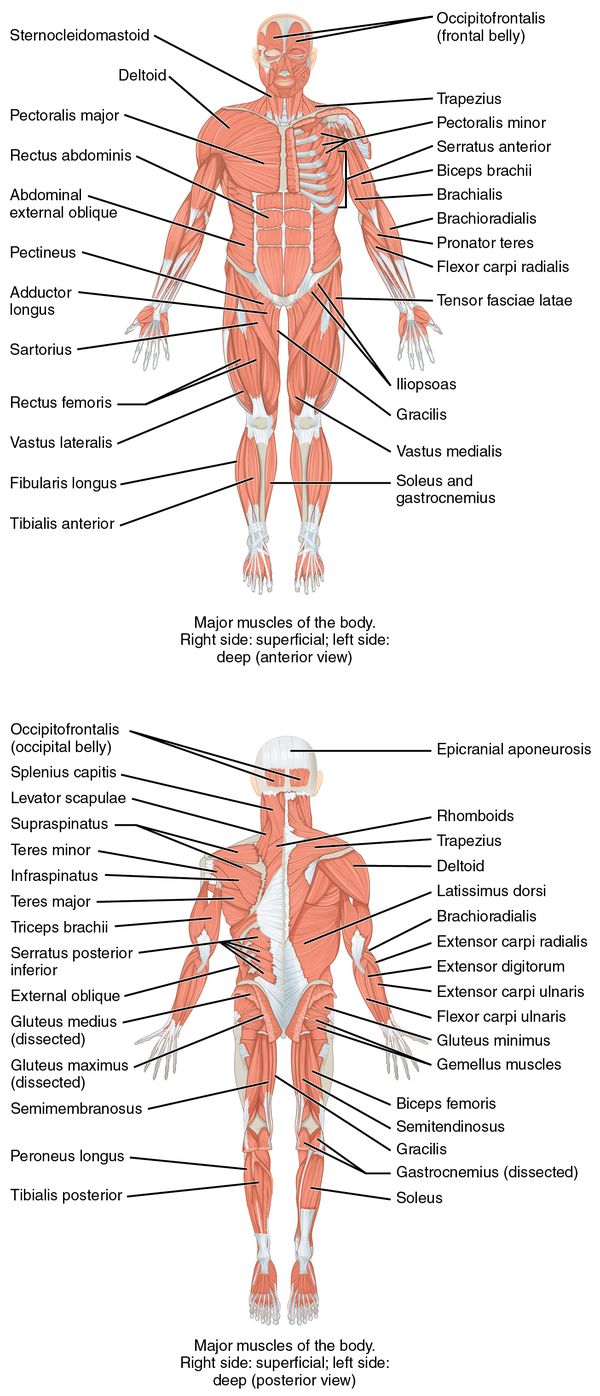 Sternocleidomastoid
Deltoid
Pectoralis major
Rectus abdominis
Abdominal
external oblique
Pectineus
Adductor
longus
Sartorius
Rectus femoris
Vastus lateralis
Fibularis longus
Tibialis anterior
Occipitofrontalis
(frontal belly)
Trapezius
Pectoralis minor
Serratus anterior
Biceps brachii
Brachialis
Brachioradialis
Pronator teres
Flexor carpi radialis
Tensor fasciae latae
Iliopsoas
Gracilis
Vastus medialis
Soleus and
gastrocnemius
Major muscles of the body.
Right side: superficial; left side:
deep (anterior view)
Occipitofrontalis
(occipital belly)
Splenius capitis
Levator scapulae
Supraspinatus
Teres minor
Infraspinatus
Teres major
Triceps brachii
Serratus posterior
inferior
External oblique
Gluteus medius
(dissected)
Gluteus maximus
(dissected)
Semimembranosus
Peroneus longus
Tibialis posterior
Epicranial aponeurosis
Rhomboids
Trapezius
Deltoid
Latissimus dorsi
Brachioradialis
Extensor carpi radialis
Extensor digitorum
Extensor carpi ulnaris
Flexor carpi ulnaris
Gluteus minimus
Gemellus muscles
Biceps femoris
Semitendinosus
Gracilis
Gastrocnemius (dissected)
Soleus
Major muscles of the body.
Right side: superficial; left side:
deep (posterior view)